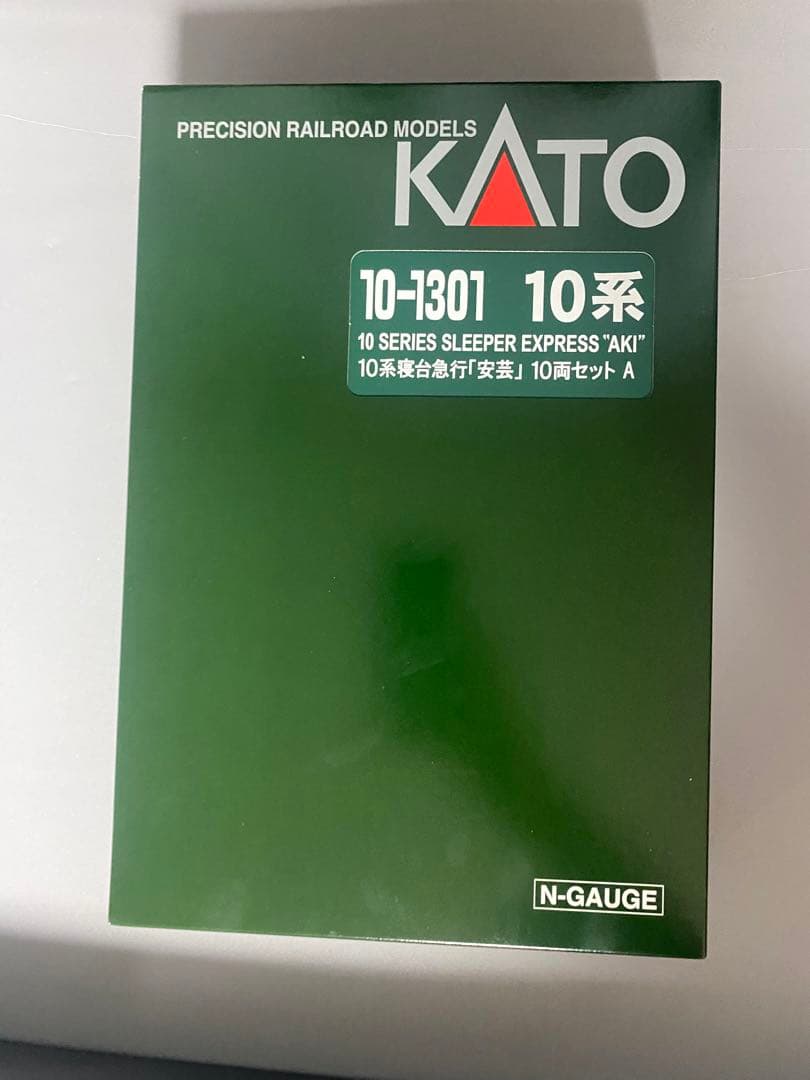 PRECISION RAILROAD MODELS
KATO
10-1301 10系
10 SERIES SLEEPER EXPRESS "AKI"
10系寝台急行「安芸」 10両セット A
N-GAUGE